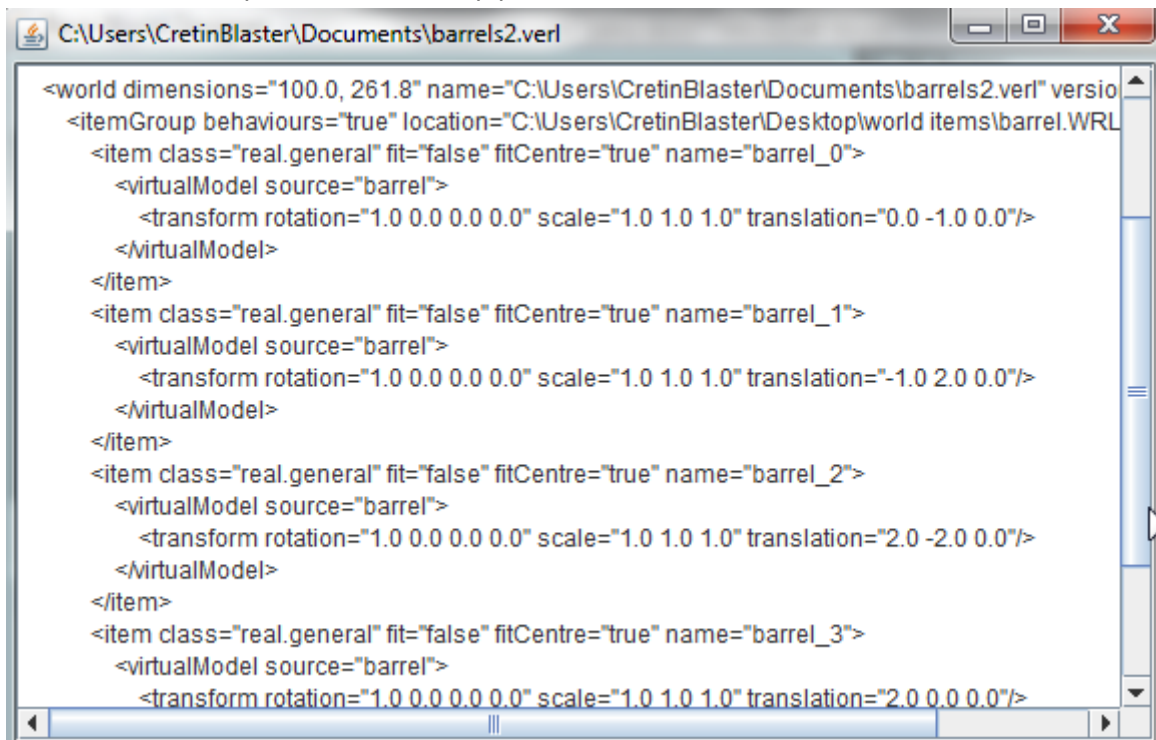 C:\Users\CretinBlaster\Documents\barrels2.verl
<world dimensions="100.0, 261.8" name="C:\Users\CretinBlaster\Documents\barrels2.verl" versio
<itemGroup behaviours="true" location="C:\Users\CretinBlaster\Desktop\world items\barrel.WRL
<item class="real.general" fit="false" fitCentre="true" name="barrel_0">
<virtualModel source="barrel">
<transform rotation="1.0 0.0 0.0 0.0" scale="1.0 1.0 1.0" translation="0.0 -1.0 0.0"/>
</virtualModel>
</item>
<item class="real.general" fit="false" fitCentre="true" name="barrel_1">
<virtualModel source="barrel">
<transform rotation="1.0 0.0 0.0 0.0" scale="1.0 1.0 1.0" translation="-1.0 2.0 0.0"/>
</virtualModel>
</item>
<item class="real.general" fit="false" fitCentre="true" name="barrel_2">
<virtualModel source="barrel">
<transform rotation="1.0 0.0 0.0 0.0" scale="1.0 1.0 1.0" translation="2.0 -2.0 0.0"/>
</virtualModel>
</item>
<item class="real.general" fit="false" fitCentre="true" name="barrel_3">
<virtualModel source="barrel">
<transform rotation="1.0 0.0 0.0 0.0" scale="1.0 1.0 1.0" translation="2.0 0.0 0.0"/>